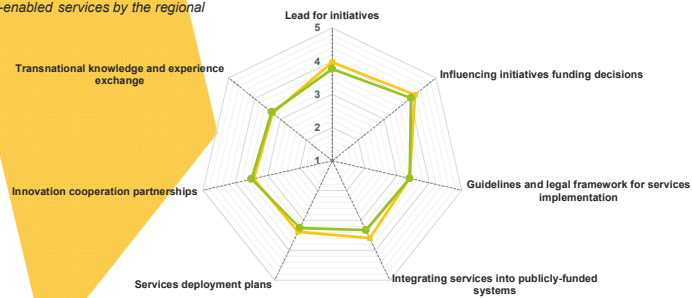 -enabled services by the regional
Lead for initiatives
5
4
3
2
1
Transnational knowledge and experience
exchange
Influencing initiatives funding decisions
Innovation cooperation partnerships
Guidelines and legal framework for services
implementation
Services deployment plans
Integrating services into publicly-funded
systems